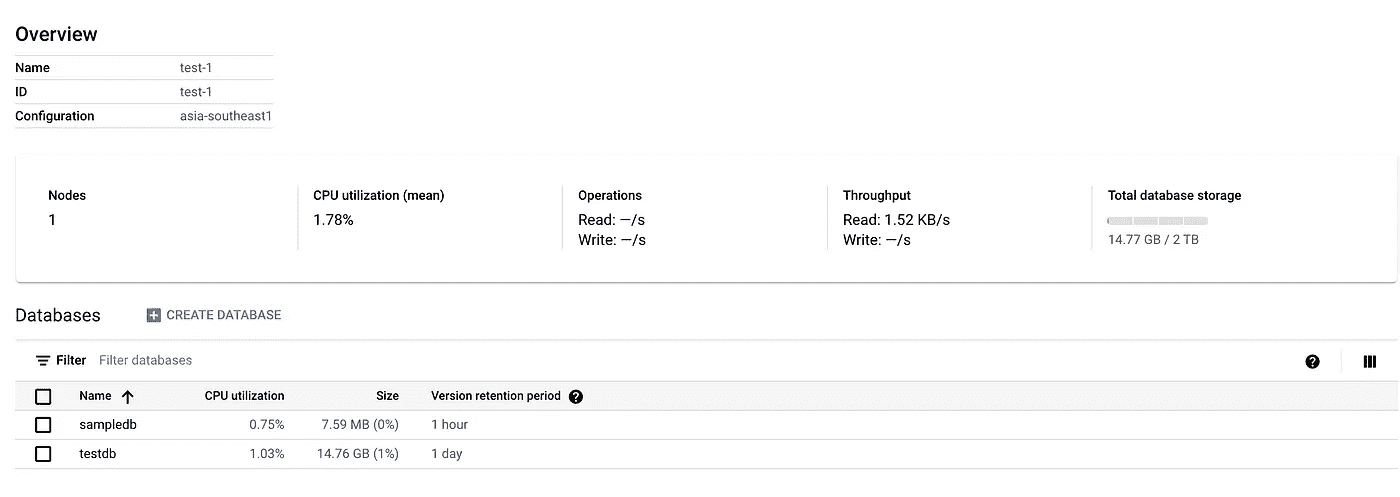 Overview
Name test-1
ID test-1
Configuration asia-southeast1
Nodes CPU utilization (mean) Operations Throughput Total database storage
1 1.78% Read: —/s Read: 1.52 KB/s
Write: —/s Write: —/s 14.77 GB / 2 TB
Databases CREATE DATABASE
Filter Filter databases
Name CPU utilization Size Version retention period
sampledb 0.75% 7.59 MB (0%) 1 hour
testdb 1.03% 14.76 GB (1%) 1 day